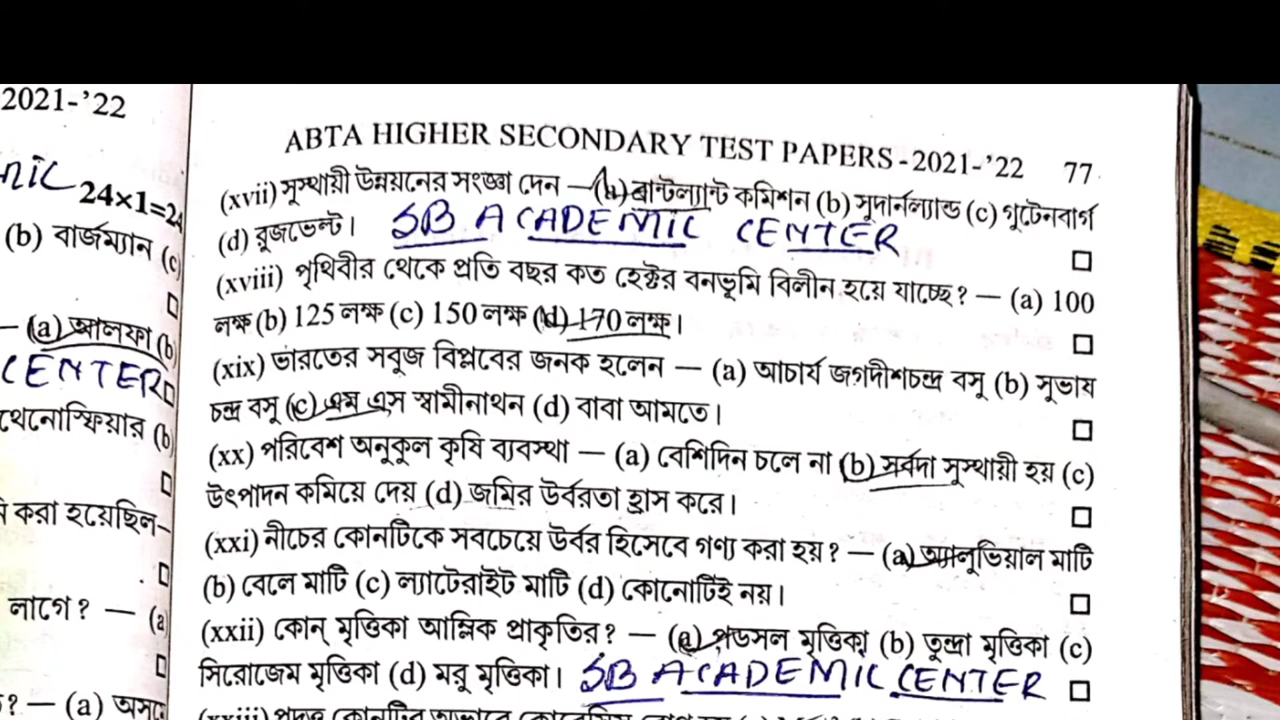 2021-'22
NIC 24×1=24
(b) বার্জম্যান (c)
— (a) আলফা (b)
CENTER
থেনোস্ফিয়ার (b)
করা হয়েছিল—
লাগে? — (a)
? — (a)
ABTA HIGHER SECONDARY TEST PAPERS - 2021-'22 77
(xvii) সুস্থায়ী উন্নয়নের সংজ্ঞা দেন —(a) ব্রান্টল্যান্ট কমিশন (b) সুদার্নল্যান্ড (c) গুটেনবার্গ
(d) রুজভেল্ট। SB ACADEMIC CENTER
(xviii) পৃথিবীর থেকে প্রতি বছর কত হেক্টর বনভূমি বিলীন হয়ে যাচ্ছে? — (a) 100
লক্ষ (b) 125 লক্ষ (c) 150 লক্ষ (d) 170 লক্ষ।
(xix) ভারতের সবুজ বিপ্লবের জনক হলেন — (a) আচার্য জগদীশচন্দ্র বসু (b) সুভাষ
চন্দ্র বসু (c) এম এস স্বামীনাথন (d) বাবা আমতে।
(xx) পরিবেশ অনুকুল কৃষি ব্যবস্থা — (a) বেশিদিন চলে না (b) সর্বদা সুস্থায়ী হয় (c)
উৎপাদন কমিয়ে দেয় (d) জমির উর্বরতা হ্রাস করে।
(xxi) নীচের কোনটিকে সবচেয়ে উর্বর হিসেবে গণ্য করা হয়? — (a) অ্যালুভিয়াল মাটি
(b) বেলে মাটি (c) ল্যাটেরাইট মাটি (d) কোনোটিই নয়।
(xxii) কোন্ মৃত্তিকা আম্লিক প্রাকৃতির? — (a) পডসল মৃত্তিকা (b) তুন্দ্রা মৃত্তিকা (c)
সিরোজেম মৃত্তিকা (d) মরু মৃত্তিকা। SB ACADEMIC CENTER